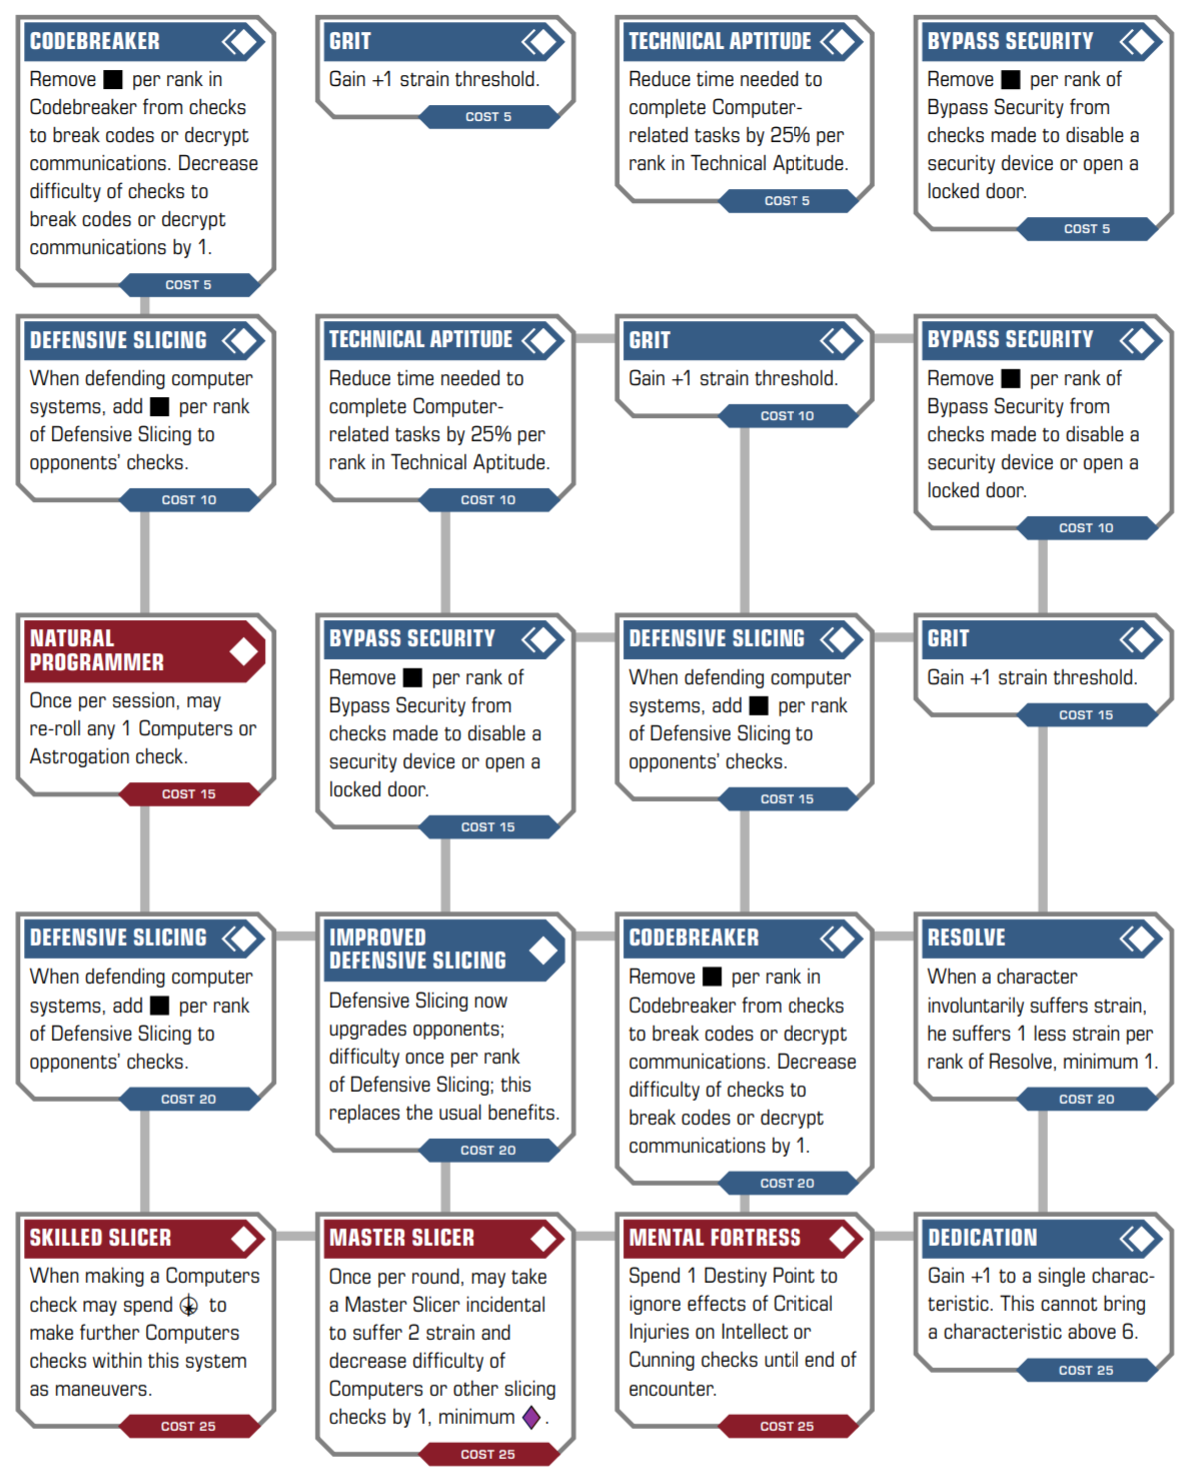 CODEBREAKER
Remove per rank in
Codebreaker from checks
to break codes or decrypt
communications. Decrease
difficulty of checks to
break codes or decrypt
communications by 1.
COST 5
GRIT
Gain +1 strain threshold.
COST 5
TECHNICAL APTITUDE
Reduce time needed to
complete Computer-
related tasks by 25% per
rank in Technical Aptitude.
COST 5
BYPASS SECURITY
Remove per rank of
Bypass Security from
checks made to disable a
security device or open a
locked door.
COST 5
DEFENSIVE SLICING
When defending computer
systems, add per rank
of Defensive Slicing to
opponents' checks.
COST 10
TECHNICAL APTITUDE
Reduce time needed to
complete Computer-
related tasks by 25% per
rank in Technical Aptitude.
COST 10
GRIT
Gain +1 strain threshold.
COST 10
BYPASS SECURITY
Remove per rank of
Bypass Security from
checks made to disable a
security device or open a
locked door.
COST 10
NATURAL
PROGRAMMER
Once per session, may
re-roll any 1 Computers or
Astrogation check.
COST 15
BYPASS SECURITY
Remove per rank of
Bypass Security from
checks made to disable a
security device or open a
locked door.
COST 15
DEFENSIVE SLICING
When defending computer
systems, add per rank
of Defensive Slicing to
opponents' checks.
COST 15
GRIT
Gain +1 strain threshold.
COST 15
DEFENSIVE SLICING
When defending computer
systems, add per rank
of Defensive Slicing to
opponents' checks.
COST 20
IMPROVED
DEFENSIVE SLICING
Defensive Slicing now
upgrades opponents;
difficulty once per rank
of Defensive Slicing; this
replaces the usual benefits.
COST 20
CODEBREAKER
Remove per rank in
Codebreaker from checks
to break codes or decrypt
communications. Decrease
difficulty of checks to
break codes or decrypt
communications by 1.
COST 20
RESOLVE
When a character
involuntarily suffers strain,
he suffers 1 less strain per
rank of Resolve, minimum 1.
COST 20
SKILLED SLICER
When making a Computers
check may spend to
make further Computers
checks within this system
as maneuvers.
COST 25
MASTER SLICER
Once per round, may take
a Master Slicer incidental
to suffer 2 strain and
decrease difficulty of
Computers or other slicing
checks by 1, minimum .
COST 25
MENTAL FORTRESS
Spend 1 Destiny Point to
ignore effects of Critical
Injuries on Intellect or
Cunning checks until end of
encounter.
COST 25
DEDICATION
Gain +1 to a single charac-
teristic. This cannot bring
a characteristic above 6.
COST 25